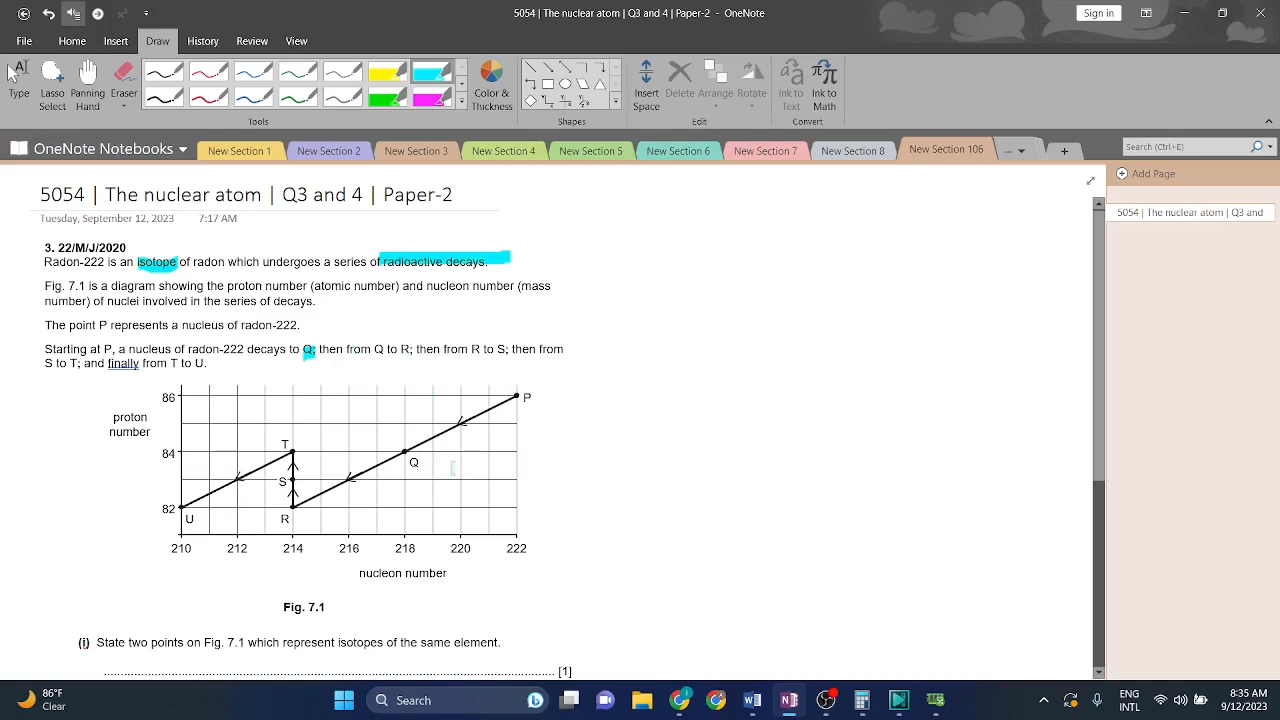 5054 | The nuclear atom | Q3 and 4 | Paper-2 - OneNote
Sign in
File Home Insert Draw History Review View
Type
Lasso Select
Panning Hand
Eraser
Color & Thickness
Insert Space
Delete
Arrange
Rotate
Ink to Text
Ink to Math
Tools
Shapes
Edit
Convert
OneNote Notebooks
New Section 1
New Section 2
New Section 3
New Section 4
New Section 5
New Section 6
New Section 7
New Section 8
New Section 106
...
Search (Ctrl+E)
Add Page
5054 | The nuclear atom | Q3 and
5054 | The nuclear atom | Q3 and 4 | Paper-2
Tuesday, September 12, 2023 7:17 AM
3. 22/M/J/2020
Radon-222 is an isotope of radon which undergoes a series of radioactive decays.
Fig. 7.1 is a diagram showing the proton number (atomic number) and nucleon number (mass
number) of nuclei involved in the series of decays.
The point P represents a nucleus of radon-222.
Starting at P, a nucleus of radon-222 decays to Q; then from Q to R; then from R to S; then from
S to T; and finally from T to U.
proton
number
86
84
82
P
T
Q
S
U
R
210 212 214 216 218 220 222
nucleon number
Fig. 7.1
(i) State two points on Fig. 7.1 which represent isotopes of the same element.
[1]
86°F
Clear
Search
ENG
INTL
8:35 AM
9/12/2023